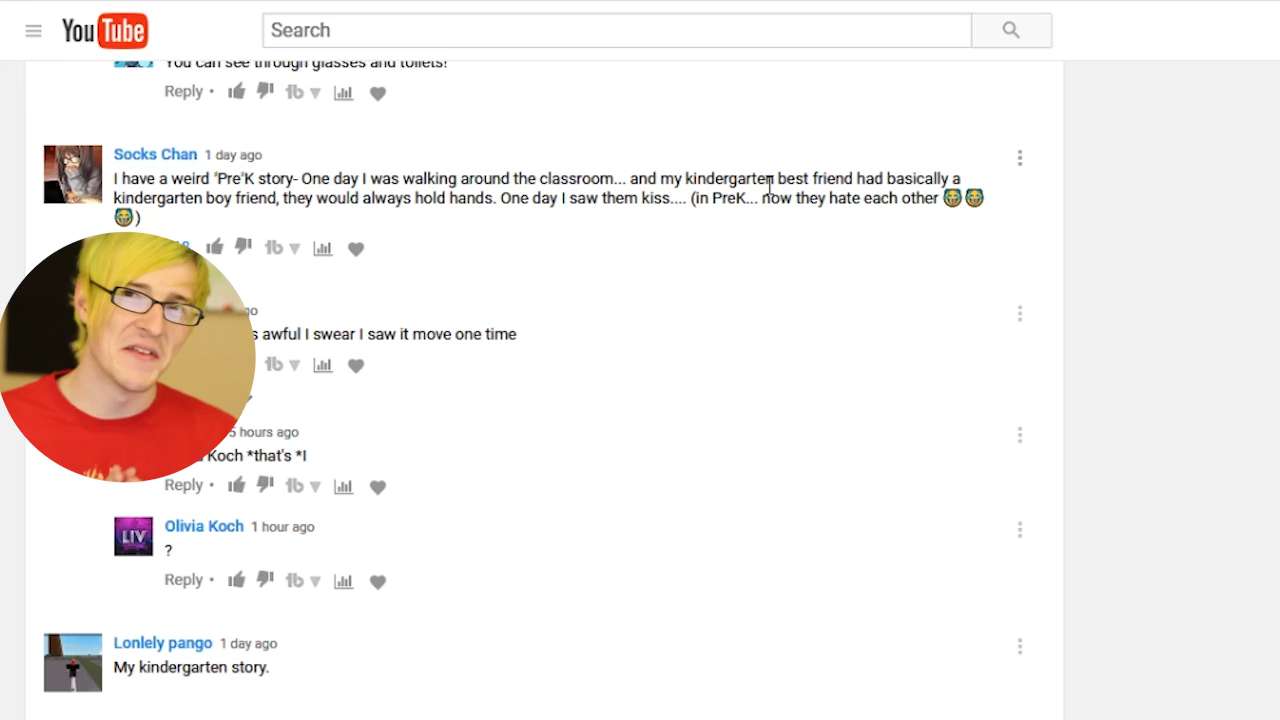 YouTube
Search
You can see through glasses and toilets!
Reply •
Socks Chan 1 day ago
I have a weird 'Pre'K story- One day I was walking around the classroom... and my kindergarten best friend had basically a
kindergarten boy friend, they would always hold hands. One day I saw them kiss.... (in PreK... now they hate each other 😂😂
😂)
awful I swear I saw it move one time
5 hours ago
Koch *that's *I
Reply •
LIV
Olivia Koch 1 hour ago
?
Reply •
Lonlely pango 1 day ago
My kindergarten story.